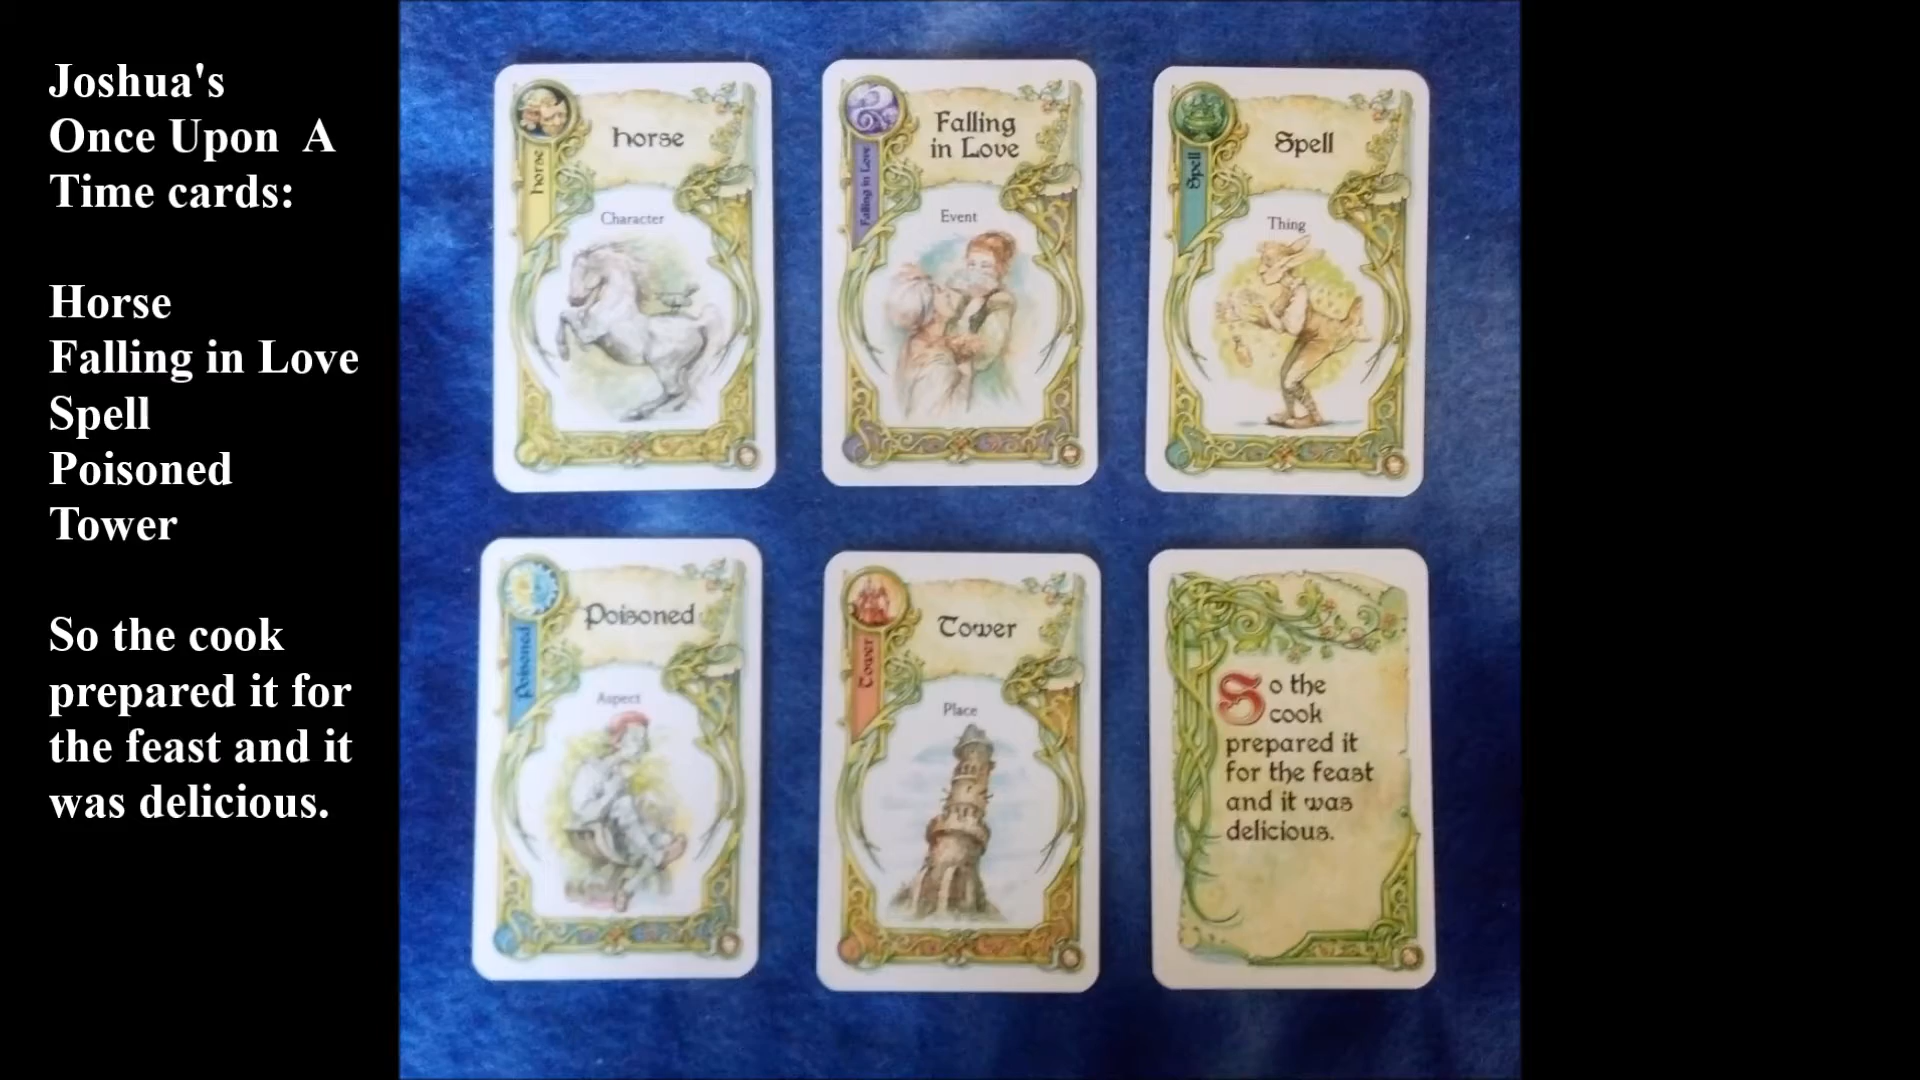 Joshua's
Once Upon A
Time cards:
Horse
Falling in Love
Spell
Poisoned
Tower
So the cook
prepared it for
the feast and it
was delicious.
Horse
Horse
Character
Falling
in Love
Falling in Love
Event
Spell
Spell
Thing
Poisoned
Poisoned
Aspect
Tower
Tower
Place
So the
cook
prepared it
for the feast
and it was
delicious.